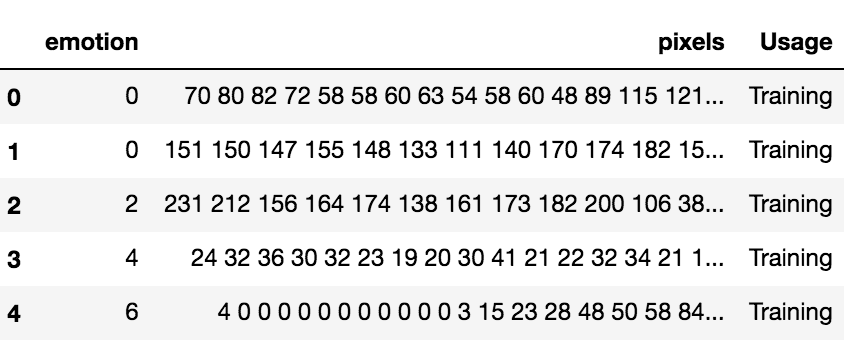 emotion pixels Usage
0 0 70 80 82 72 58 58 60 63 54 58 60 48 89 115 121... Training
1 0 151 150 147 155 148 133 111 140 170 174 182 15... Training
2 2 231 212 156 164 174 138 161 173 182 200 106 38... Training
3 4 24 32 36 30 32 23 19 20 30 41 21 22 32 34 21 1... Training
4 6 4 0 0 0 0 0 0 0 0 0 0 0 0 3 15 23 28 48 50 58 84... Training